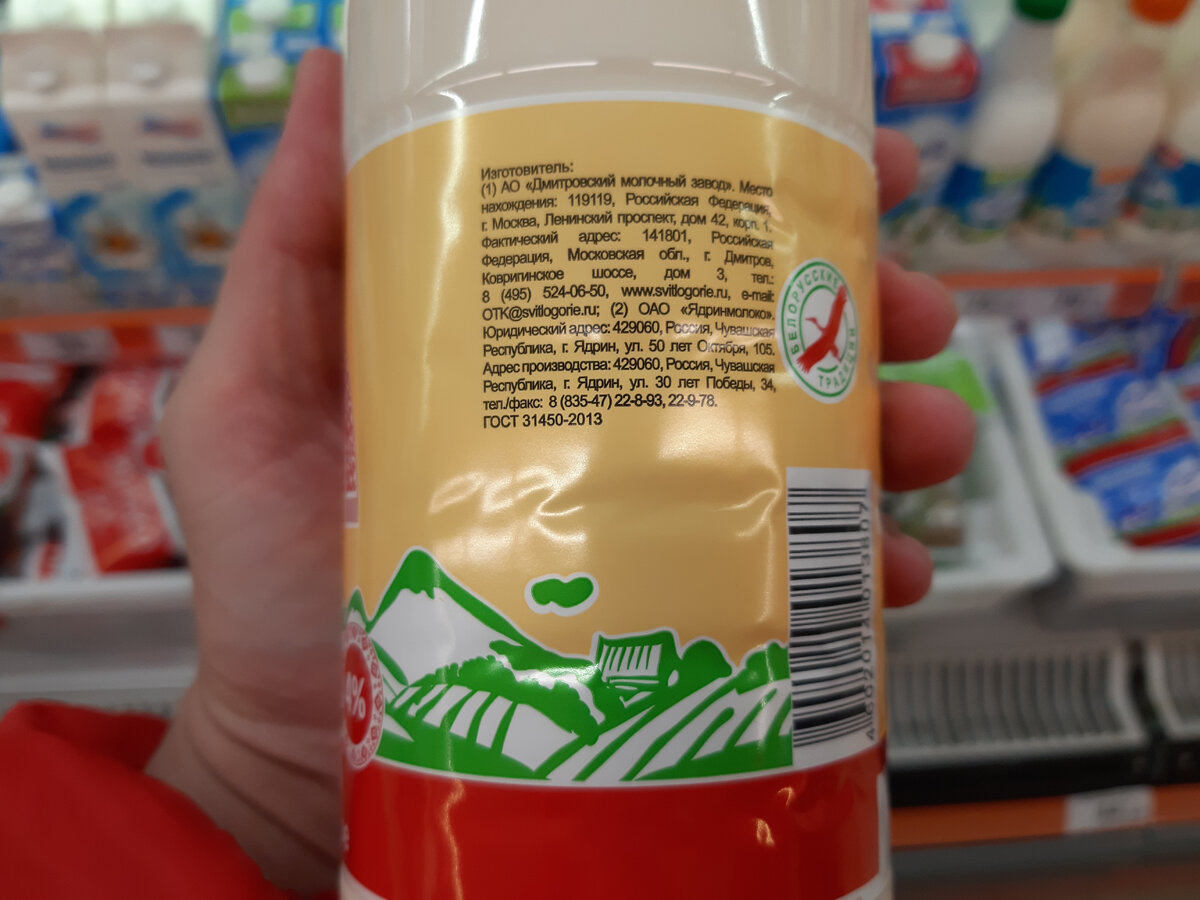 Изготовитель:
(1) АО «Дмитровский молочный завод». Место
нахождения: 119119, Российская Федерация,
г. Москва, Ленинский проспект, дом 42, корп. 1.
Фактический адрес: 141801, Российская
Федерация, Московская обл., г. Дмитров,
Ковригинское шоссе, дом 3, тел.:
8 (495) 524-06-50, www.svitlogorie.ru, e-mail:
OTK@svitlogorie.ru; (2) ОАО «Ядринмолоко».
Юридический адрес: 429060, Россия, Чувашская
Республика, г. Ядрин, ул. 50 лет Октября, 105.
Адрес производства: 429060, Россия, Чувашская
Республика, г. Ядрин, ул. 30 лет Победы, 34,
тел./факс: 8 (835-47) 22-8-93, 22-9-78.
ГОСТ 31450-2013
БЕЛОРУССКИЕ
ТРАДИЦИИ
4%